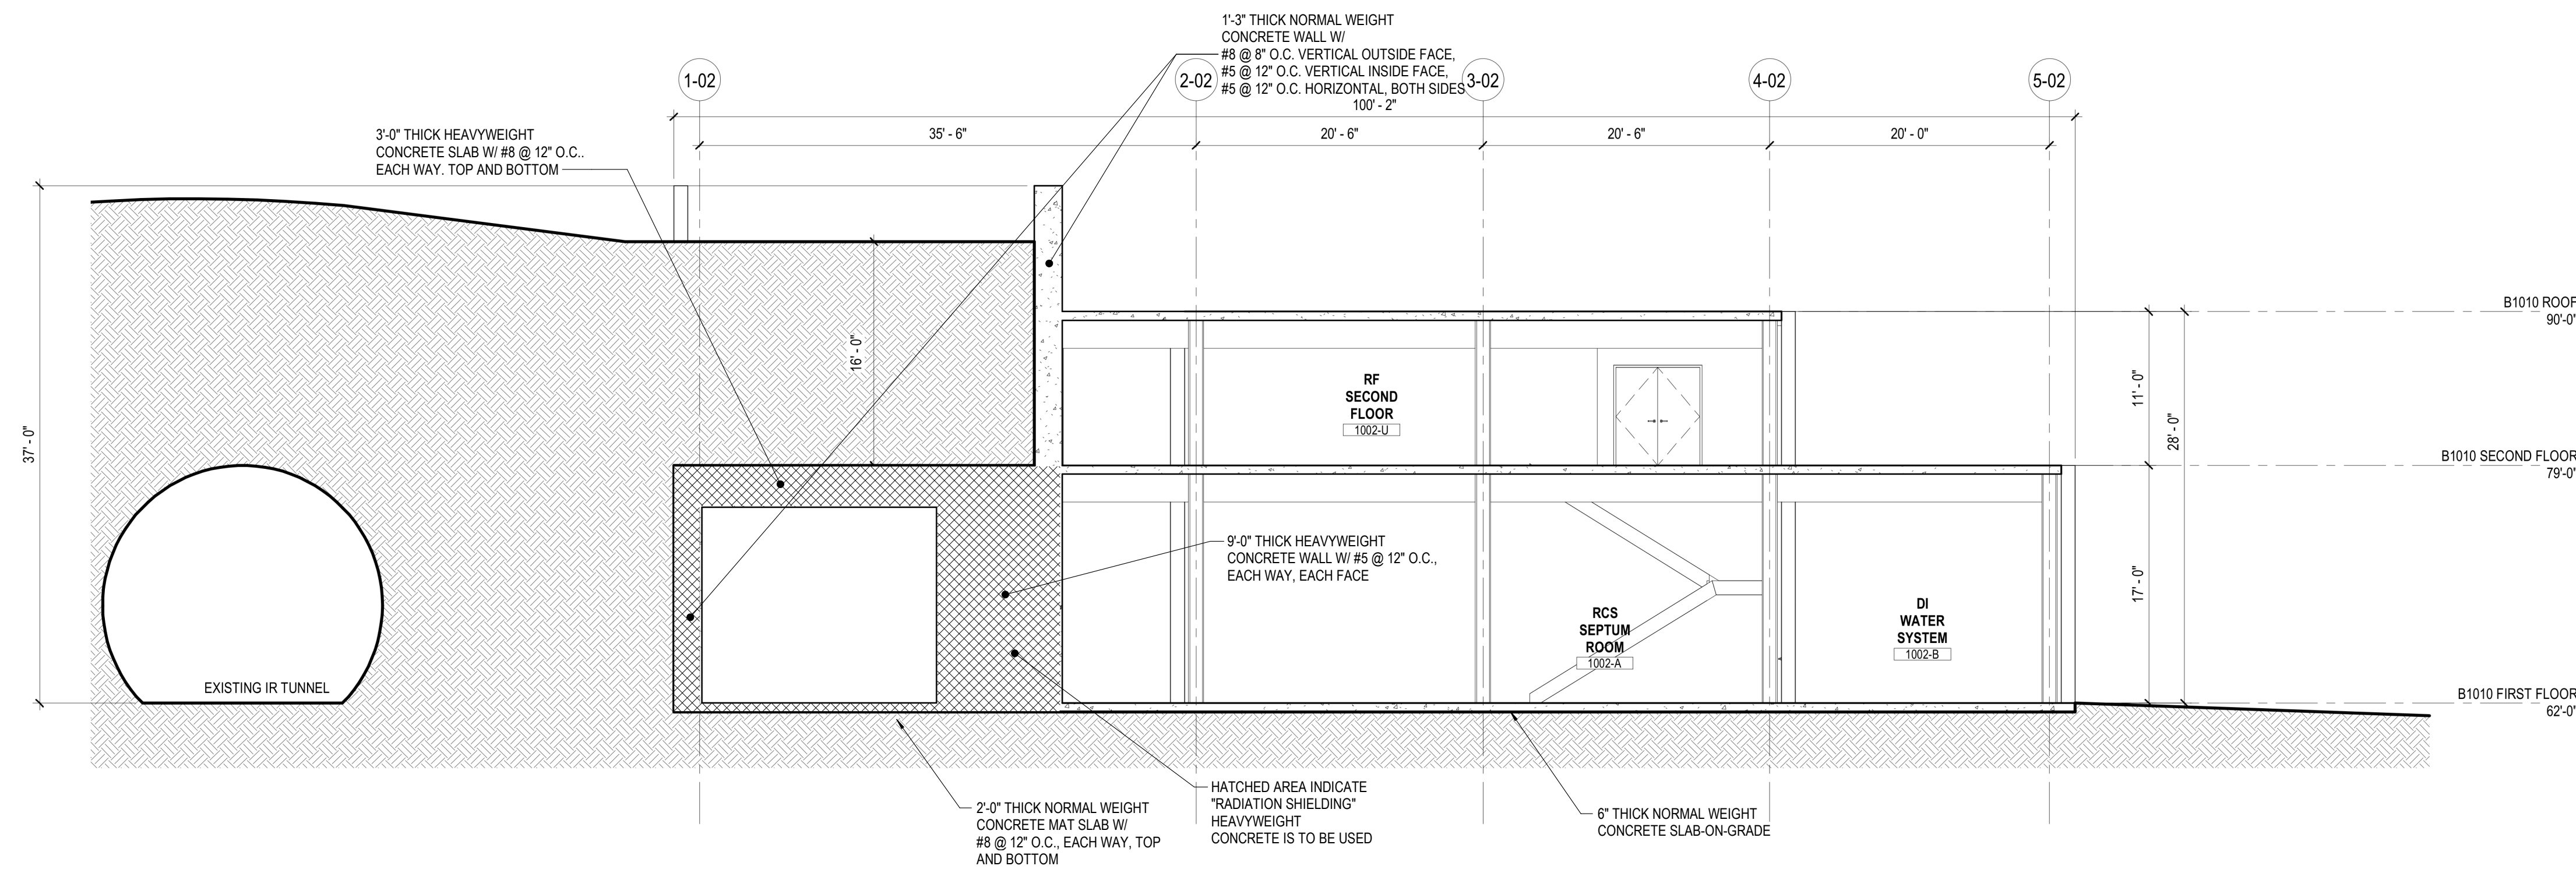 1'-3" THICK NORMAL WEIGHT
CONCRETE WALL W/
#8 @ 8" O.C. VERTICAL OUTSIDE FACE,
#5 @ 12" O.C. VERTICAL INSIDE FACE,
#5 @ 12" O.C. HORIZONTAL, BOTH SIDES
1-02
2-02
3-02
4-02
5-02
100' - 2"
35' - 6"
20' - 6"
20' - 6"
20' - 0"
3'-0" THICK HEAVYWEIGHT
CONCRETE SLAB W/ #8 @ 12" O.C..
EACH WAY. TOP AND BOTTOM
37' - 0"
16' - 0"
B1010 ROOF
90'-0"
11' - 0"
28' - 0"
RF
SECOND
FLOOR
1002-U
B1010 SECOND FLOOR
79'-0"
17' - 0"
9'-0" THICK HEAVYWEIGHT
CONCRETE WALL W/ #5 @ 12" O.C.,
EACH WAY, EACH FACE
RCS
SEPTUM
ROOM
1002-A
DI
WATER
SYSTEM
1002-B
EXISTING IR TUNNEL
B1010 FIRST FLOOR
62'-0"
2'-0" THICK NORMAL WEIGHT
CONCRETE MAT SLAB W/
#8 @ 12" O.C., EACH WAY, TOP
AND BOTTOM
HATCHED AREA INDICATE
"RADIATION SHIELDING"
HEAVYWEIGHT
CONCRETE IS TO BE USED
6" THICK NORMAL WEIGHT
CONCRETE SLAB-ON-GRADE